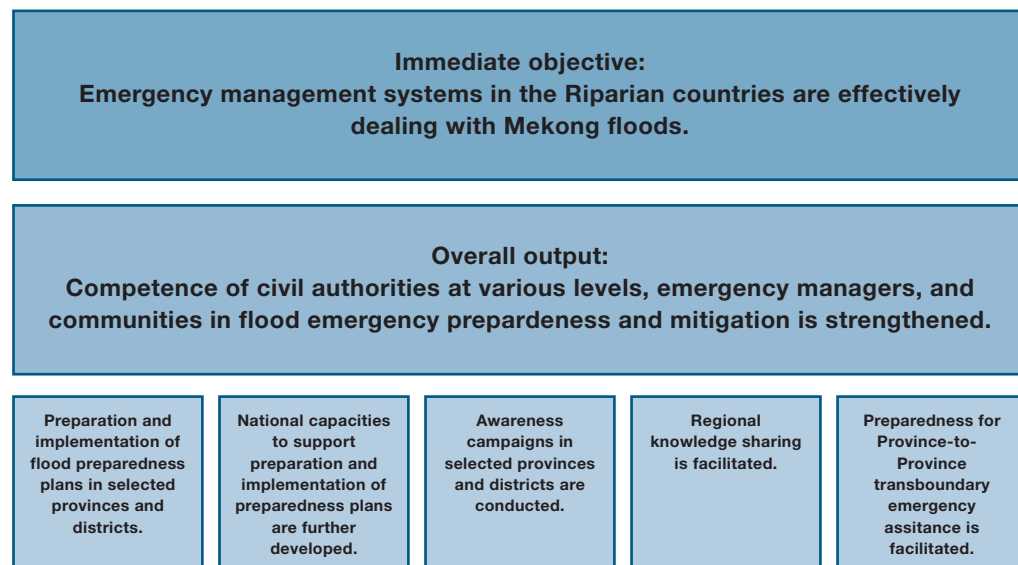 Immediate objective:
Emergency management systems in the Riparian countries are effectively
dealing with Mekong floods.
Overall output:
Competence of civil authorities at various levels, emergency managers, and
communities in flood emergency prepardeness and mitigation is strengthened.
Preparation and
implementation of
flood preparedness
plans in selected
provinces and
districts.
National capacities
to support
preparation and
implementation of
preparedness plans
are further
developed.
Awareness
campaigns in
selected provinces
and districts are
conducted.
Regional
knowledge sharing
is facilitated.
Preparedness for
Province-to-
Province
transboundary
emergency
assitance is
facilitated.